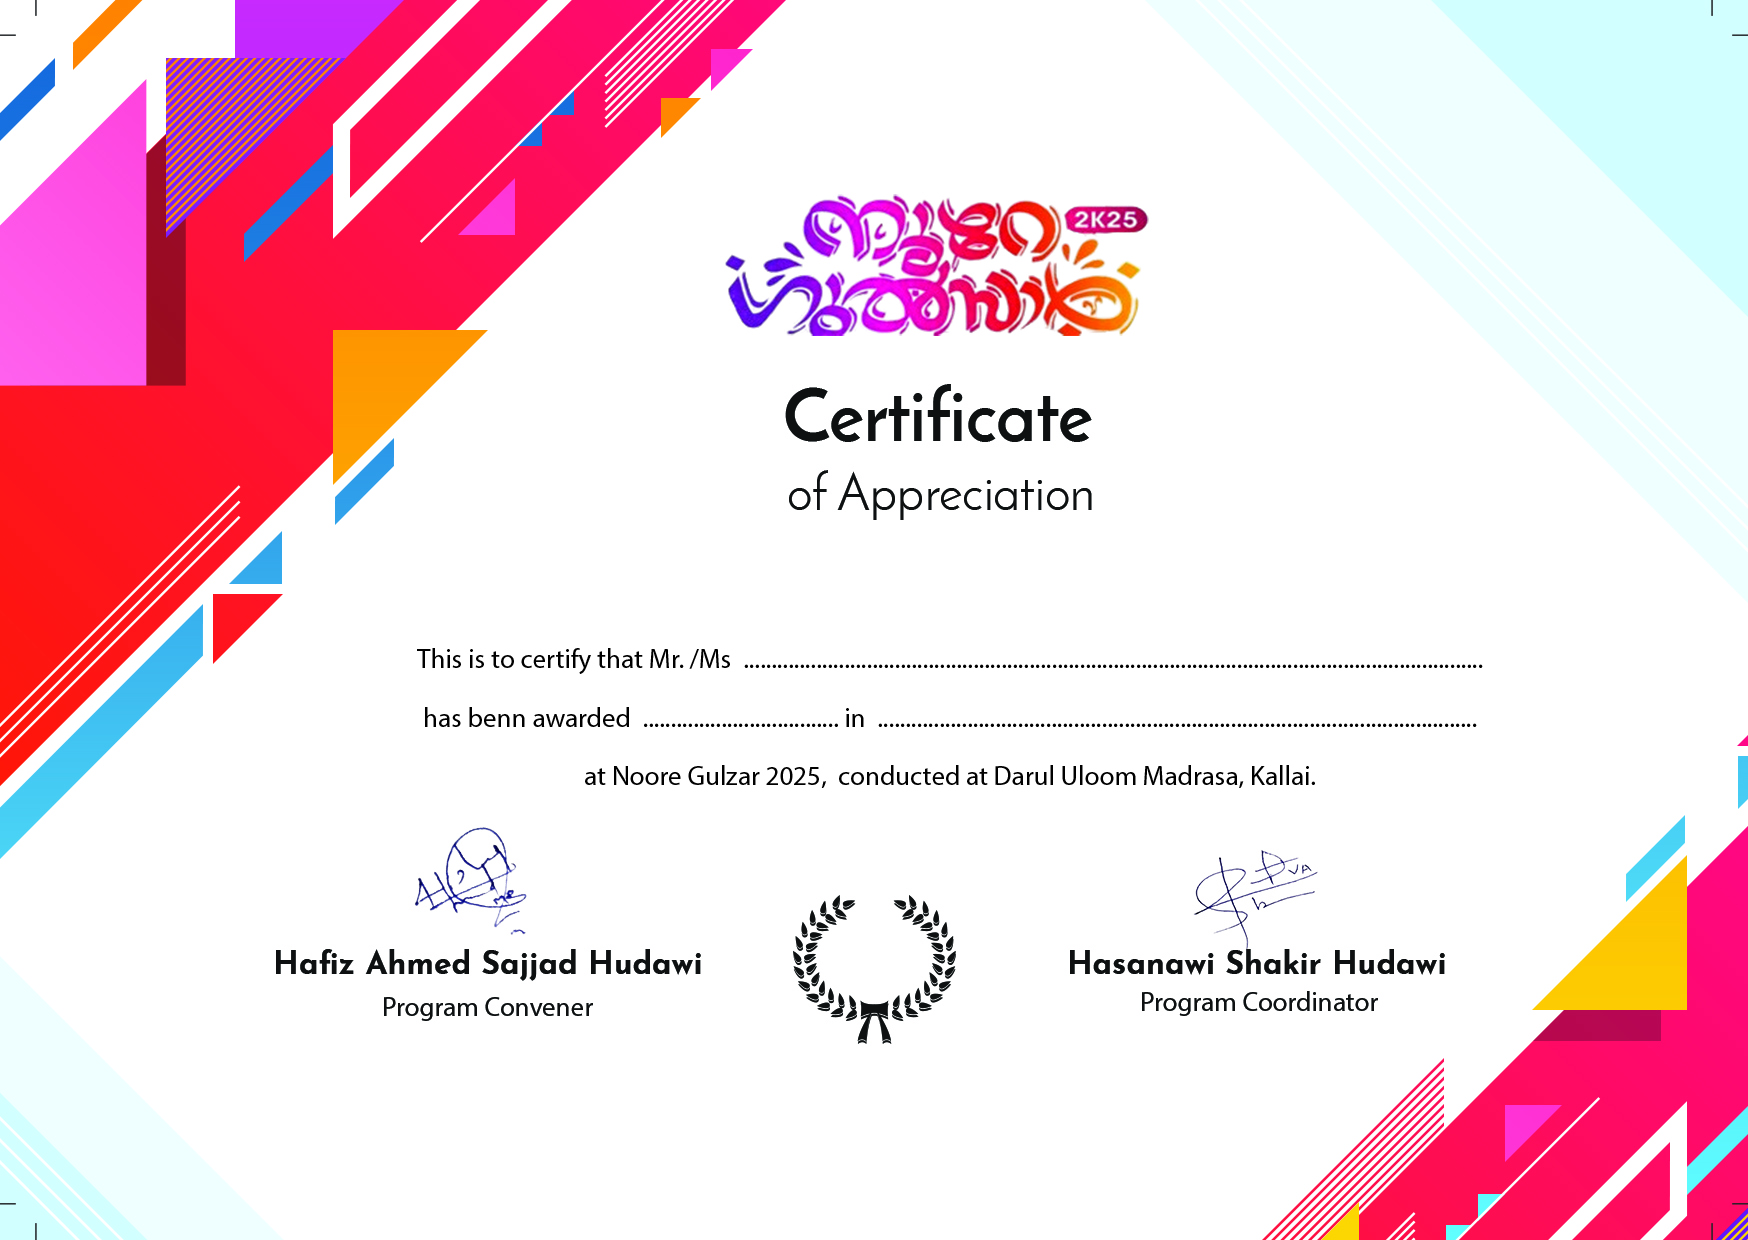 നൂറേ 2K25
ഗുൽസാർ
Certificate
of Appreciation
This is to certify that Mr. /Ms ....................................................................................................................................
has benn awarded ................................... in ...........................................................................................................
at Noore Gulzar 2025, conducted at Darul Uloom Madrasa, Kallai.
Hafiz Ahmed Sajjad Hudawi
Program Convener
Hasanawi Shakir Hudawi
Program Coordinator